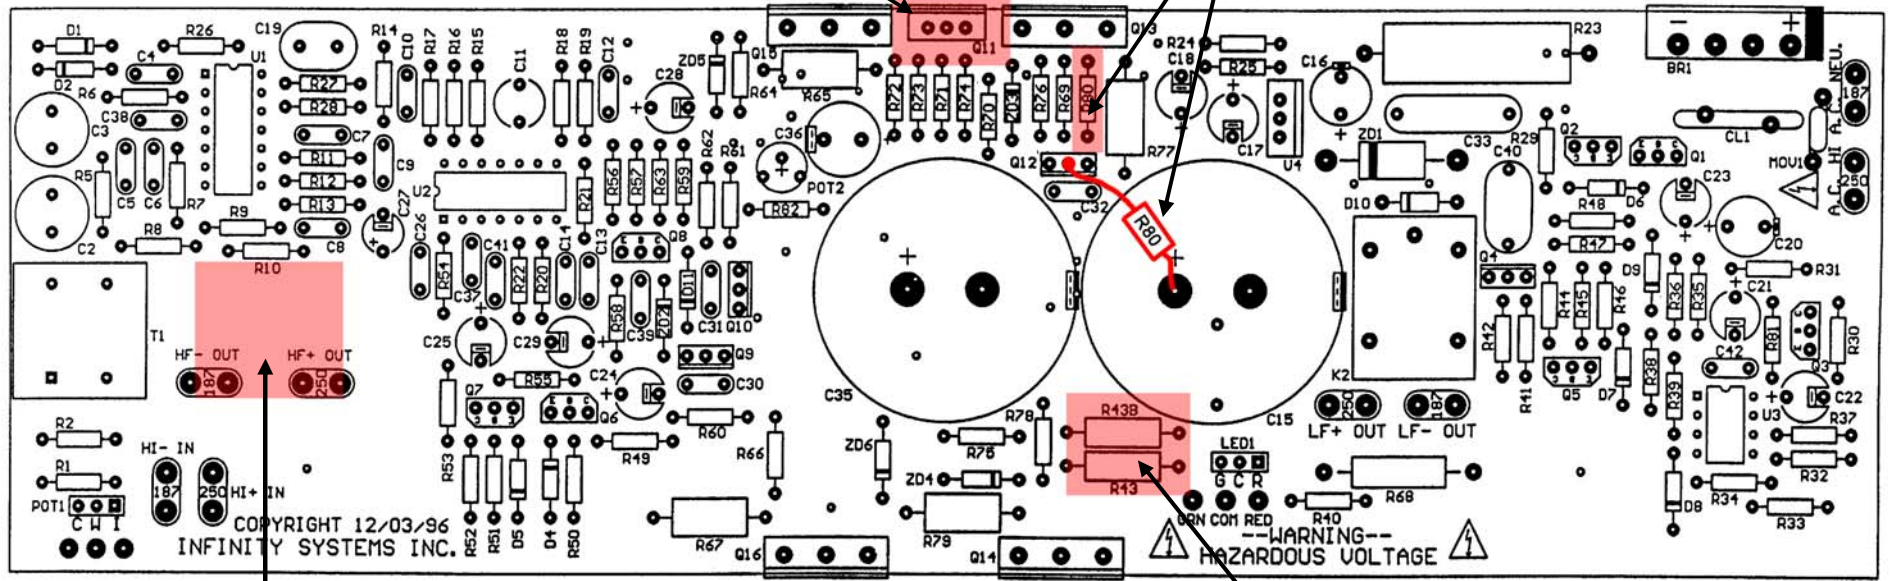 D1
R26
C19
U1
R14
C10
R17
R16
R15
C11
R18
R19
C12
Q15
Q11
Q13
R24
C18
R25
C16
R23
BR1
-
+
A.C. NEU.
187
C4
D2
R6
C38
C3
R27
R28
C7
C28
ZD5
R64
R65
R72
R73
R71
R74
R70
ZD3
R76
R69
R80
R77
C17
U4
C33
ZD1
R29
Q2
Q1
CL1
MOV1
A.C. HI
250
R5
C5
C6
R7
R11
R12
R13
C8
C9
C27
U2
R21
R56
R57
R63
R59
R62
R61
C36
POT2
R82
Q12
C32
R80
C40
D10
R48
D6
C23
C20
R47
C2
R8
R9
R10
C26
R54
C37
C41
R22
R20
C14
C13
Q8
D11
C31
Q10
R58
C39
ZD2
Q4
R44
R45
R46
D9
R36
R35
R31
C21
T1
HF- OUT
HF+ OUT
187
250
C25
C29
Q9
C24
C30
R55
Q7
Q6
R53
C35
C15
K2
R42
R41
Q5
D7
R38
R39
C42
R81
Q3
R30
C22
U3
R2
R1
HI- IN
187
250
HI+ IN
POT1
C W I
R49
R60
R66
ZD6
R75
R78
ZD4
R43B
R43
LED1
G C R
GRN COM RED
LF+ OUT
LF- OUT
250
187
R68
R40
R37
R32
R34
R33
D8
COPYRIGHT 12/03/96
INFINITY SYSTEMS INC.
R52
R51
D5
D4
R50
R67
Q16
R79
Q14
--WARNING--
HAZARDOUS VOLTAGE